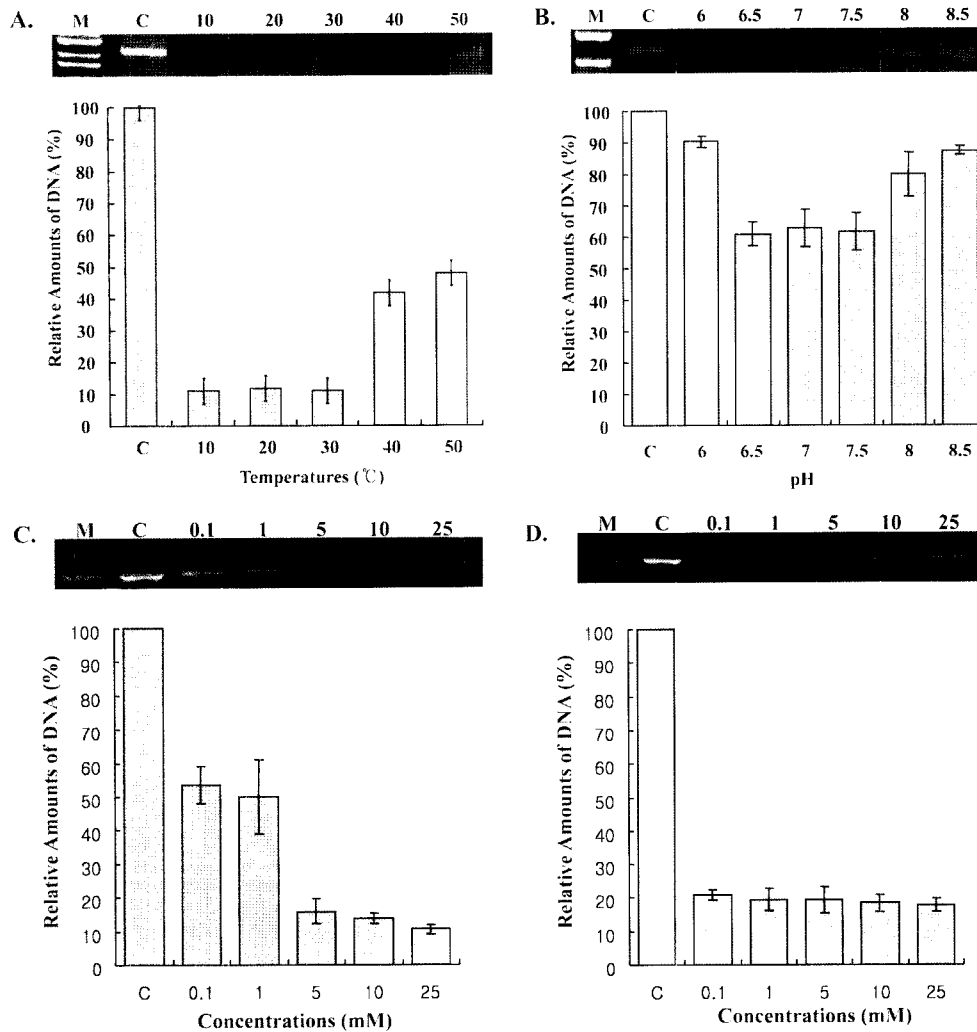 A.
M C 10 20 30 40 50
Relative Amounts of DNA (%)
100
90
80
70
60
50
40
30
20
10
0
C 10 20 30 40 50
Temperatures (℃)
B.
M C 6 6.5 7 7.5 8 8.5
Relative Amounts of DNA (%)
100
90
80
70
60
50
40
30
20
10
0
C 6 6.5 7 7.5 8 8.5
pH
C.
M C 0.1 1 5 10 25
Relative Amounts of DNA (%)
100
90
80
70
60
50
40
30
20
10
0
C 0.1 1 5 10 25
Concentrations (mM)
D.
M C 0.1 1 5 10 25
Relative Amounts of DNA (%)
100
90
80
70
60
50
40
30
20
10
0
C 0.1 1 5 10 25
Concentrations (mM)